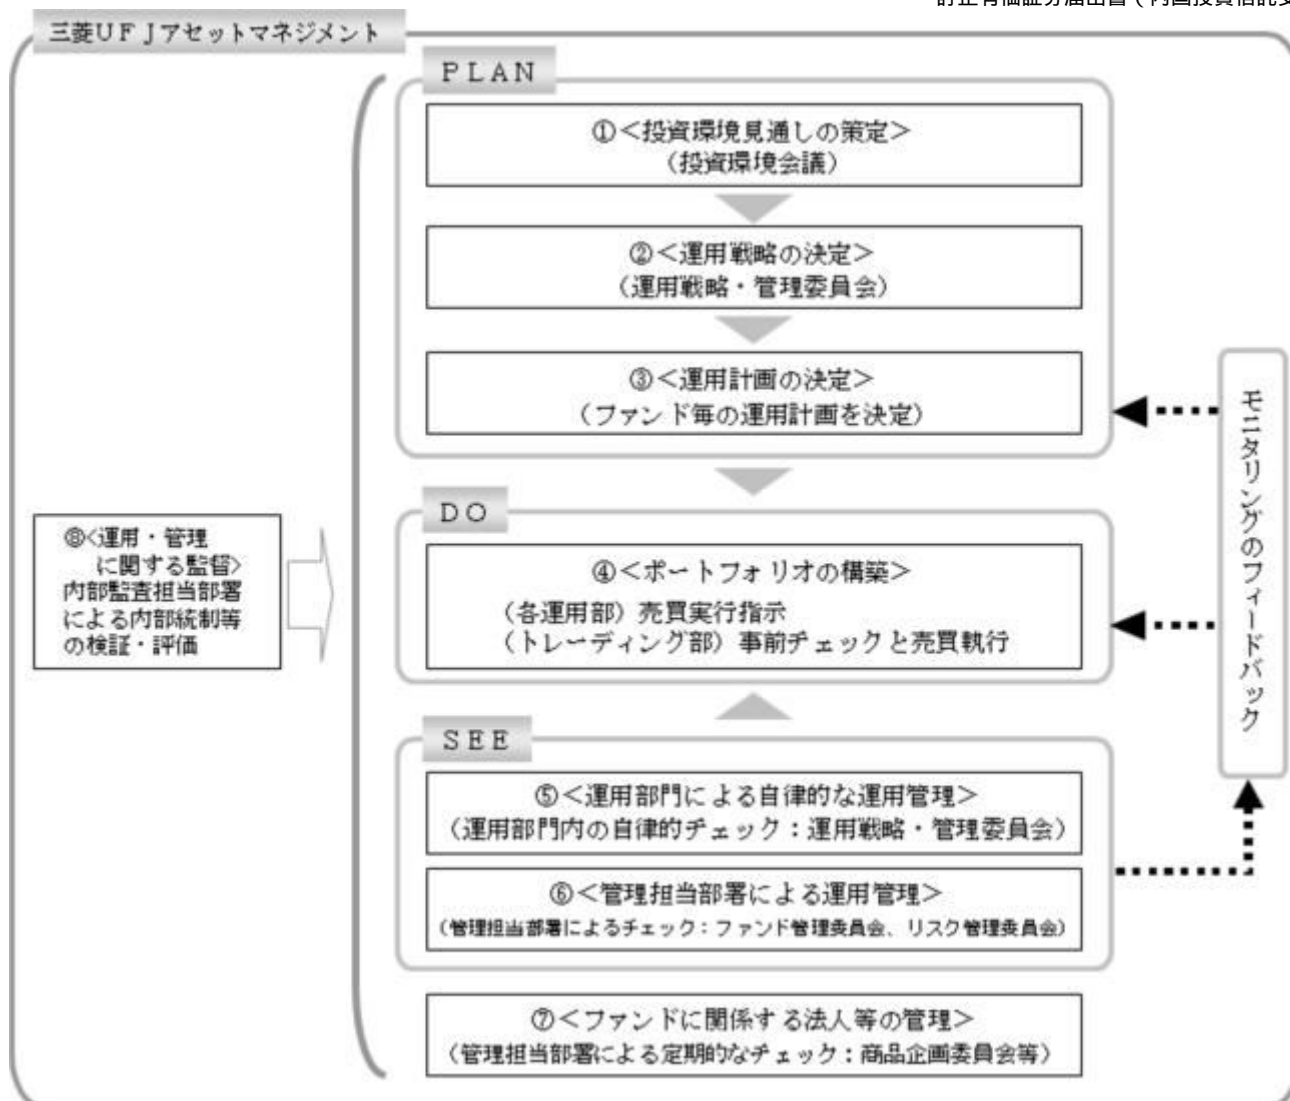 三菱UFJアセットマネジメント
PLAN
①<投資環境見通しの策定>
(投資環境会議)
②<運用戦略の決定>
(運用戦略・管理委員会)
③<運用計画の決定>
(ファンド毎の運用計画を決定)
DO
④<ポートフォリオの構築>
(各運用部)売買実行指示
(トレーディング部)事前チェックと売買執行
SEE
⑤<運用部門による自律的な運用管理>
(運用部門内の自律的チェック:運用戦略・管理委員会)
⑥<管理担当部署による運用管理>
(管理担当部署によるチェック:ファンド管理委員会、リスク管理委員会)
⑦<ファンドに関係する法人等の管理>
(管理担当部署による定期的なチェック:商品企画委員会等)
⑧<運用・管理
に関する監督>
内部監査担当部署
による内部統制等
の検証・評価
モニタリングのフィードバック